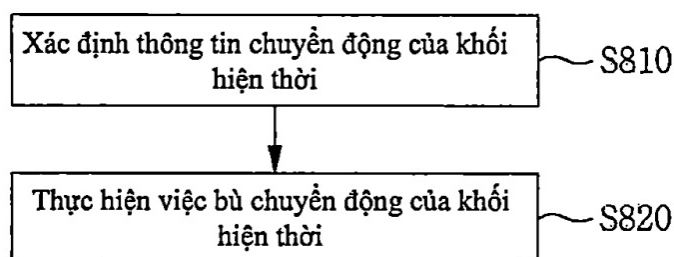 Xác định thông tin chuyển động của khối
hiện thời
S810
Thực hiện việc bù chuyển động của khối
hiện thời
S820